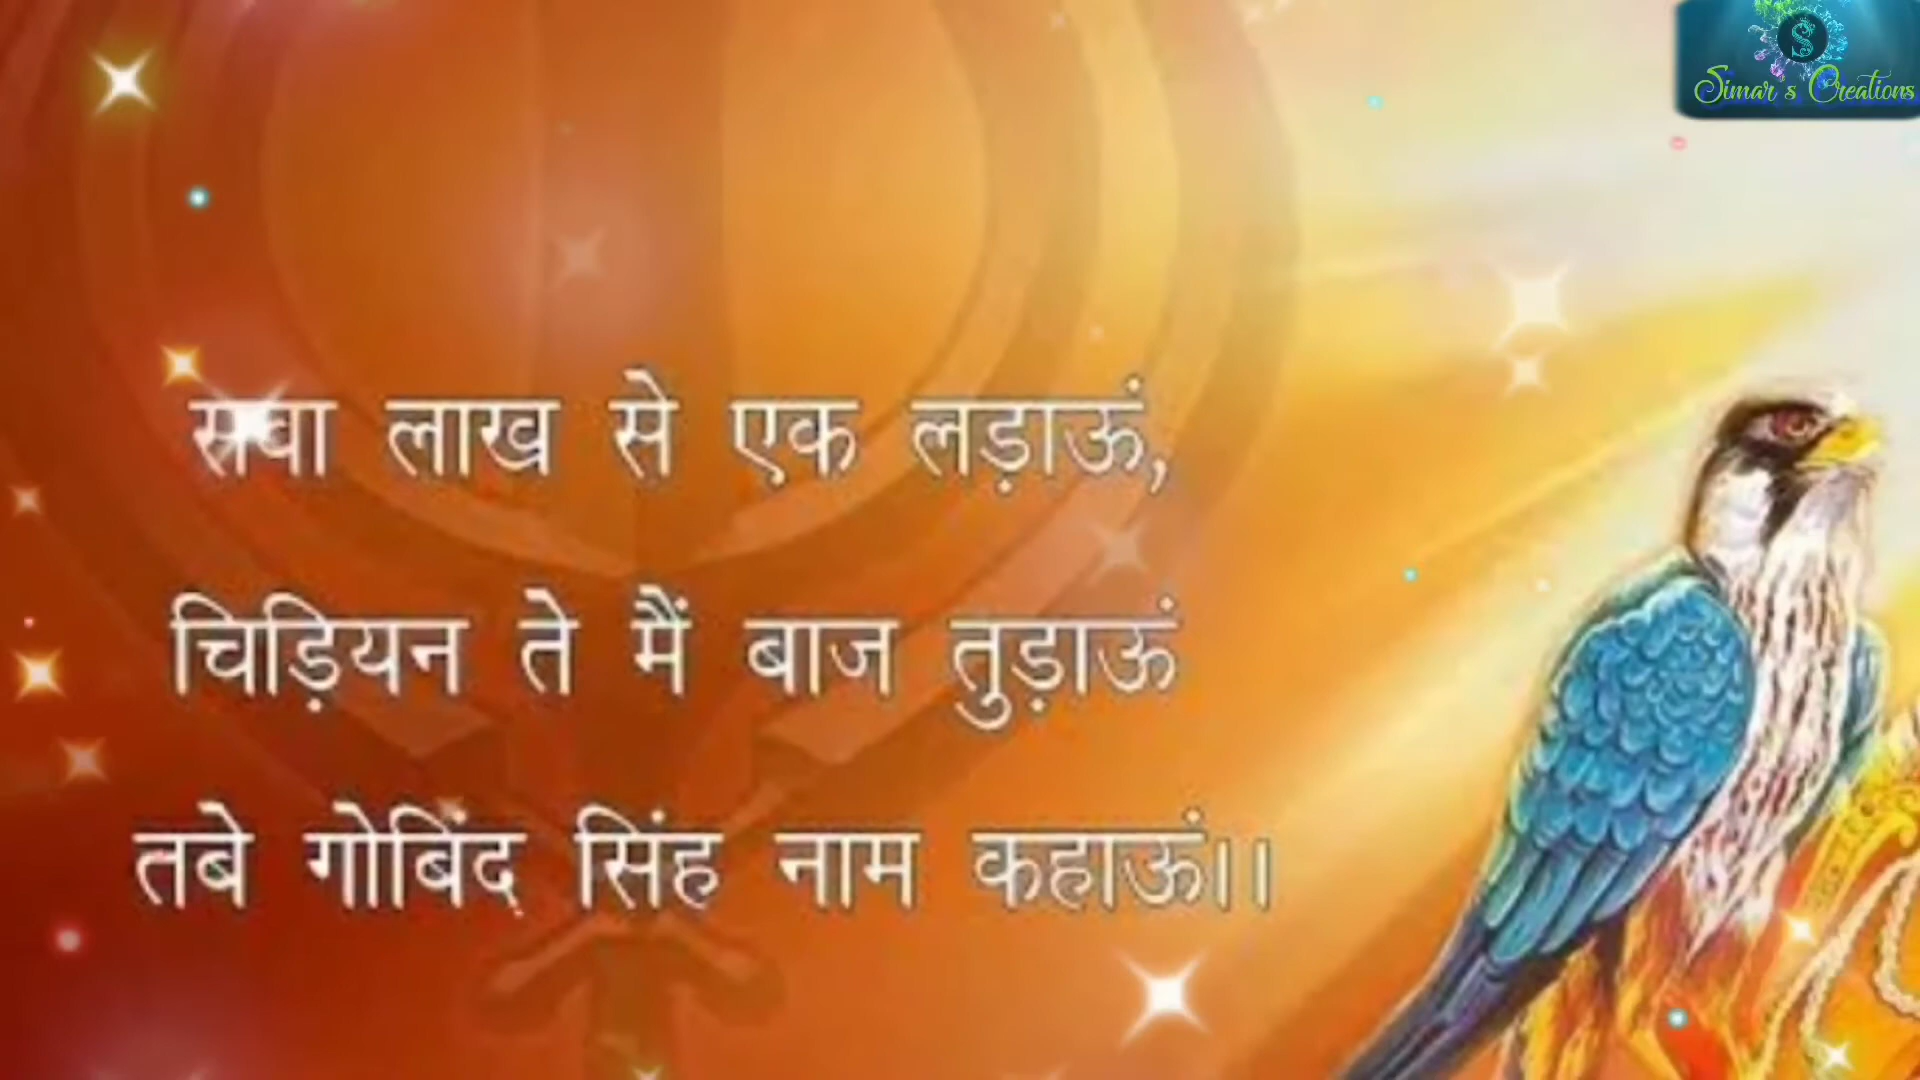 Simar's Creations
सवा लाख से एक लड़ाऊं,
चिड़ियन ते मैं बाज तुड़ाऊं
तबे गोबिंद सिंह नाम कहाऊं।।